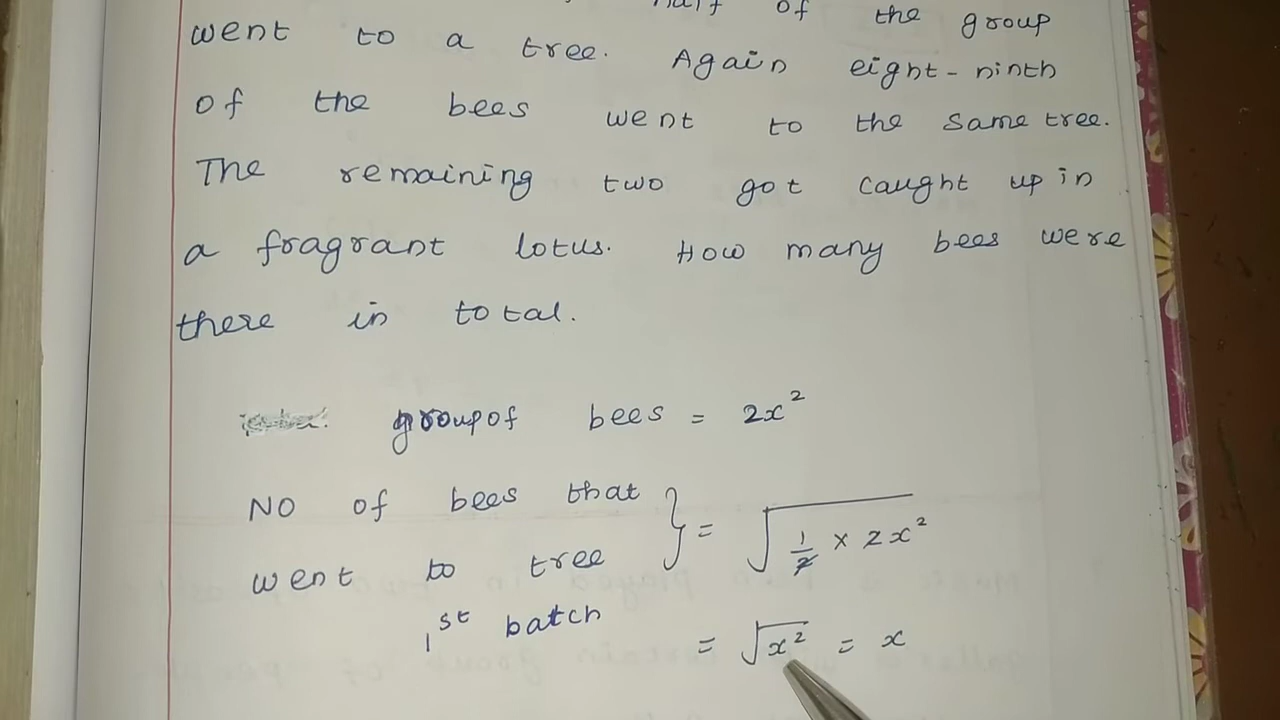 half of the group
went to a tree. Again eight-ninth
of the bees went to the same tree.
The remaining two got caught up in
a fragrant lotus. How many bees were
there in total.
group of bees = 2x²
No of bees that
went to tree } = √(1/2 × 2x²)
1st batch
= √x² = x